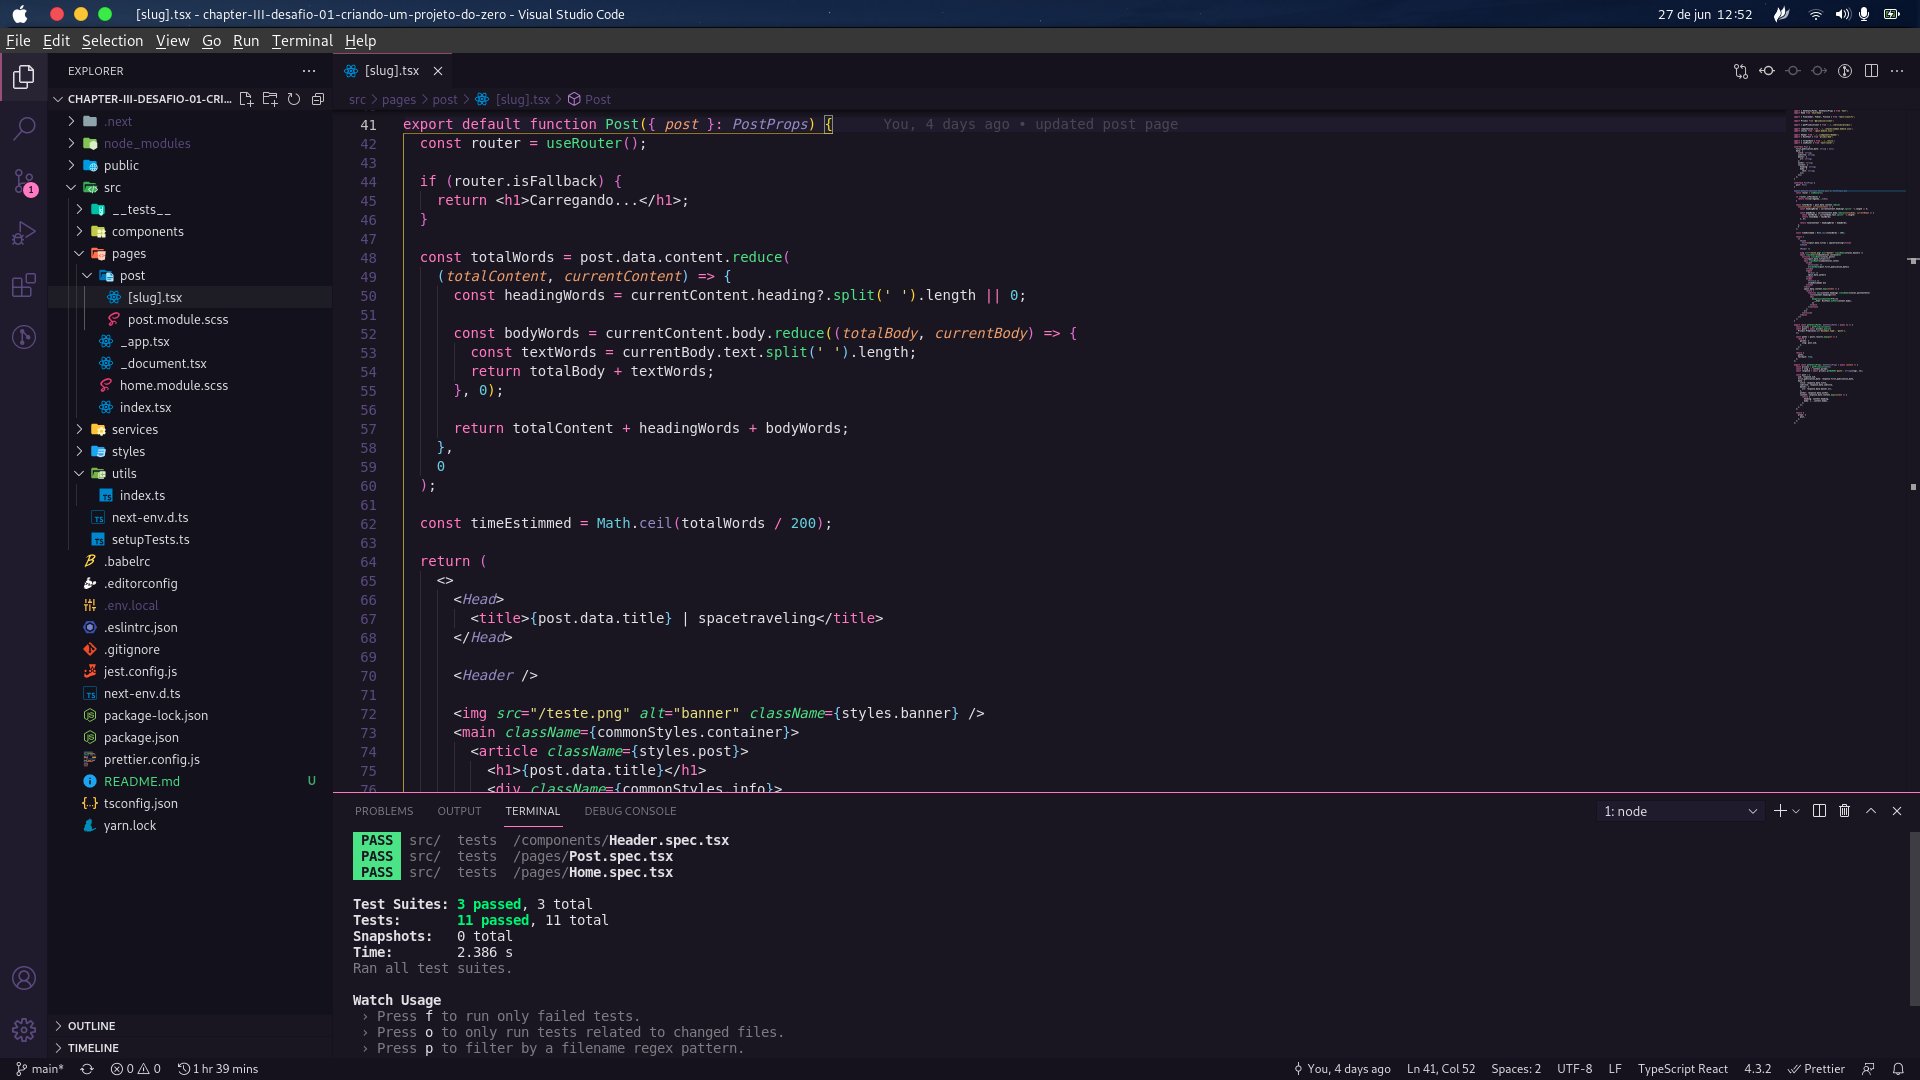 [slug].tsx - chapter-III-desafio-01-criando-um-projeto-do-zero - Visual Studio Code
27 de jun 12:52
File Edit Selection View Go Run Terminal Help
EXPLORER
[slug].tsx
CHAPTER-III-DESAFIO-01-CRI...
src > pages > post > [slug].tsx > Post
.next
node_modules
public
src
__tests__
components
pages
post
[slug].tsx
post.module.scss
_app.tsx
_document.tsx
home.module.scss
index.tsx
services
styles
utils
index.ts
next-env.d.ts
setupTests.ts
.babelrc
.editorconfig
.env.local
.eslintrc.json
.gitignore
jest.config.js
next-env.d.ts
package-lock.json
package.json
prettier.config.js
README.md U
tsconfig.json
yarn.lock
OUTLINE
TIMELINE
41 export default function Post({ post }: PostProps) { You, 4 days ago • updated post page
42 const router = useRouter();
43
44 if (router.isFallback) {
45 return <h1>Carregando...</h1>;
46 }
47
48 const totalWords = post.data.content.reduce(
49 (totalContent, currentContent) => {
50 const headingWords = currentContent.heading?.split(' ').length || 0;
51
52 const bodyWords = currentContent.body.reduce((totalBody, currentBody) => {
53 const textWords = currentBody.text.split(' ').length;
54 return totalBody + textWords;
55 }, 0);
56
57 return totalContent + headingWords + bodyWords;
58 },
59 0
60 );
61
62 const timeEstimmed = Math.ceil(totalWords / 200);
63
64 return (
65 <>
66 <Head>
67 <title>{post.data.title} | spacetraveling</title>
68 </Head>
69
70 <Header />
71
72 <img src="/teste.png" alt="banner" className={styles.banner} />
73 <main className={commonStyles.container}>
74 <article className={styles.post}>
75 <h1>{post.data.title}</h1>
76 <div className={commonStyles.info}>
PROBLEMS OUTPUT TERMINAL DEBUG CONSOLE
1: node
PASS src/ tests /components/Header.spec.tsx
PASS src/ tests /pages/Post.spec.tsx
PASS src/ tests /pages/Home.spec.tsx
Test Suites: 3 passed, 3 total
Tests: 11 passed, 11 total
Snapshots: 0 total
Time: 2.386 s
Ran all test suites.
Watch Usage
› Press f to run only failed tests.
› Press o to only run tests related to changed files.
› Press p to filter by a filename regex pattern.
1
main* 0 0 1 hr 39 mins
You, 4 days ago Ln 41, Col 52 Spaces: 2 UTF-8 LF TypeScript React 4.3.2 Prettier